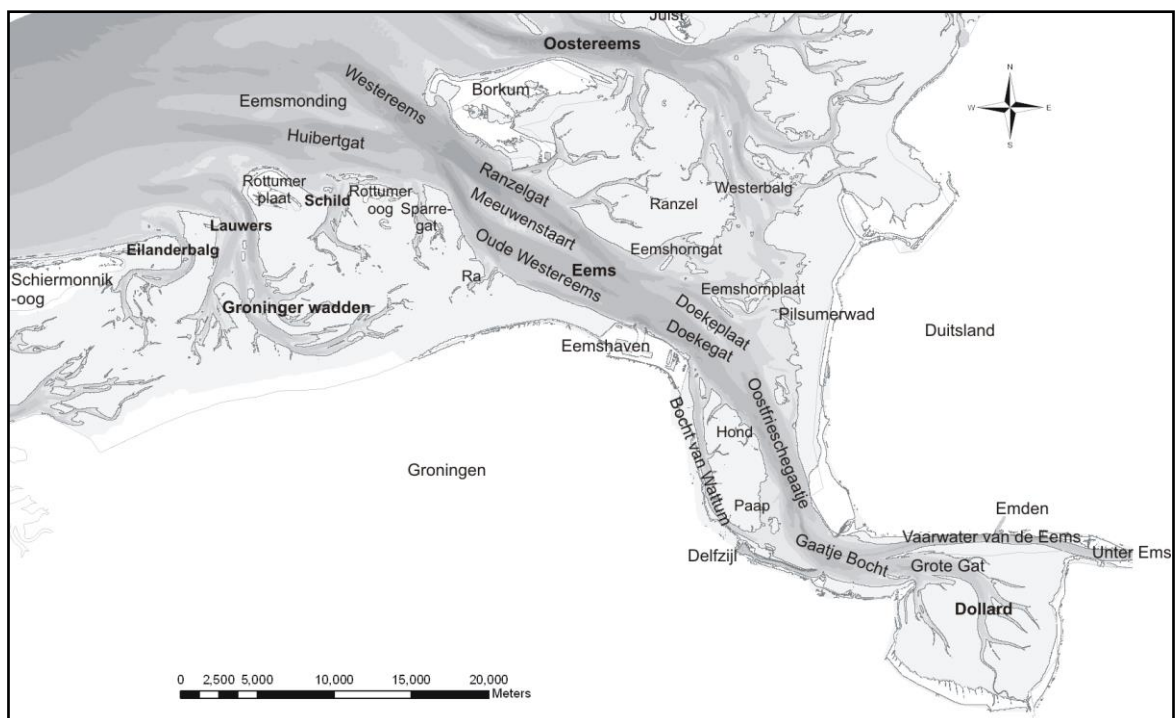 Juist
Oostereems
N
W
E
S
Westereems
Borkum
Eemsmonding
Huibertgat
Ranzelgat
Rottumer
plaat
Schild
Rottumer
oog
Sparre-
gat
Meeuwenstaart
Ranzel
Westerbalg
Lauwers
Eilanderbalg
Oude Westereems
Eemshorngat
Schiermonnik
-oog
Ra
Eems
Eemshornplaat
Groninger wadden
Doekeplaat
Pilsumerwad
Duitsland
Eemshaven
Doekegat
Oostfrieschegaatje
Bocht van Wattum
Hond
Groningen
Paap
Emden
Vaarwater van de Eems
Unter Ems
Delfzijl
Gaatje Bocht
Grote Gat
Dollard
0 2,500 5,000 10,000 15,000 20,000
Meters